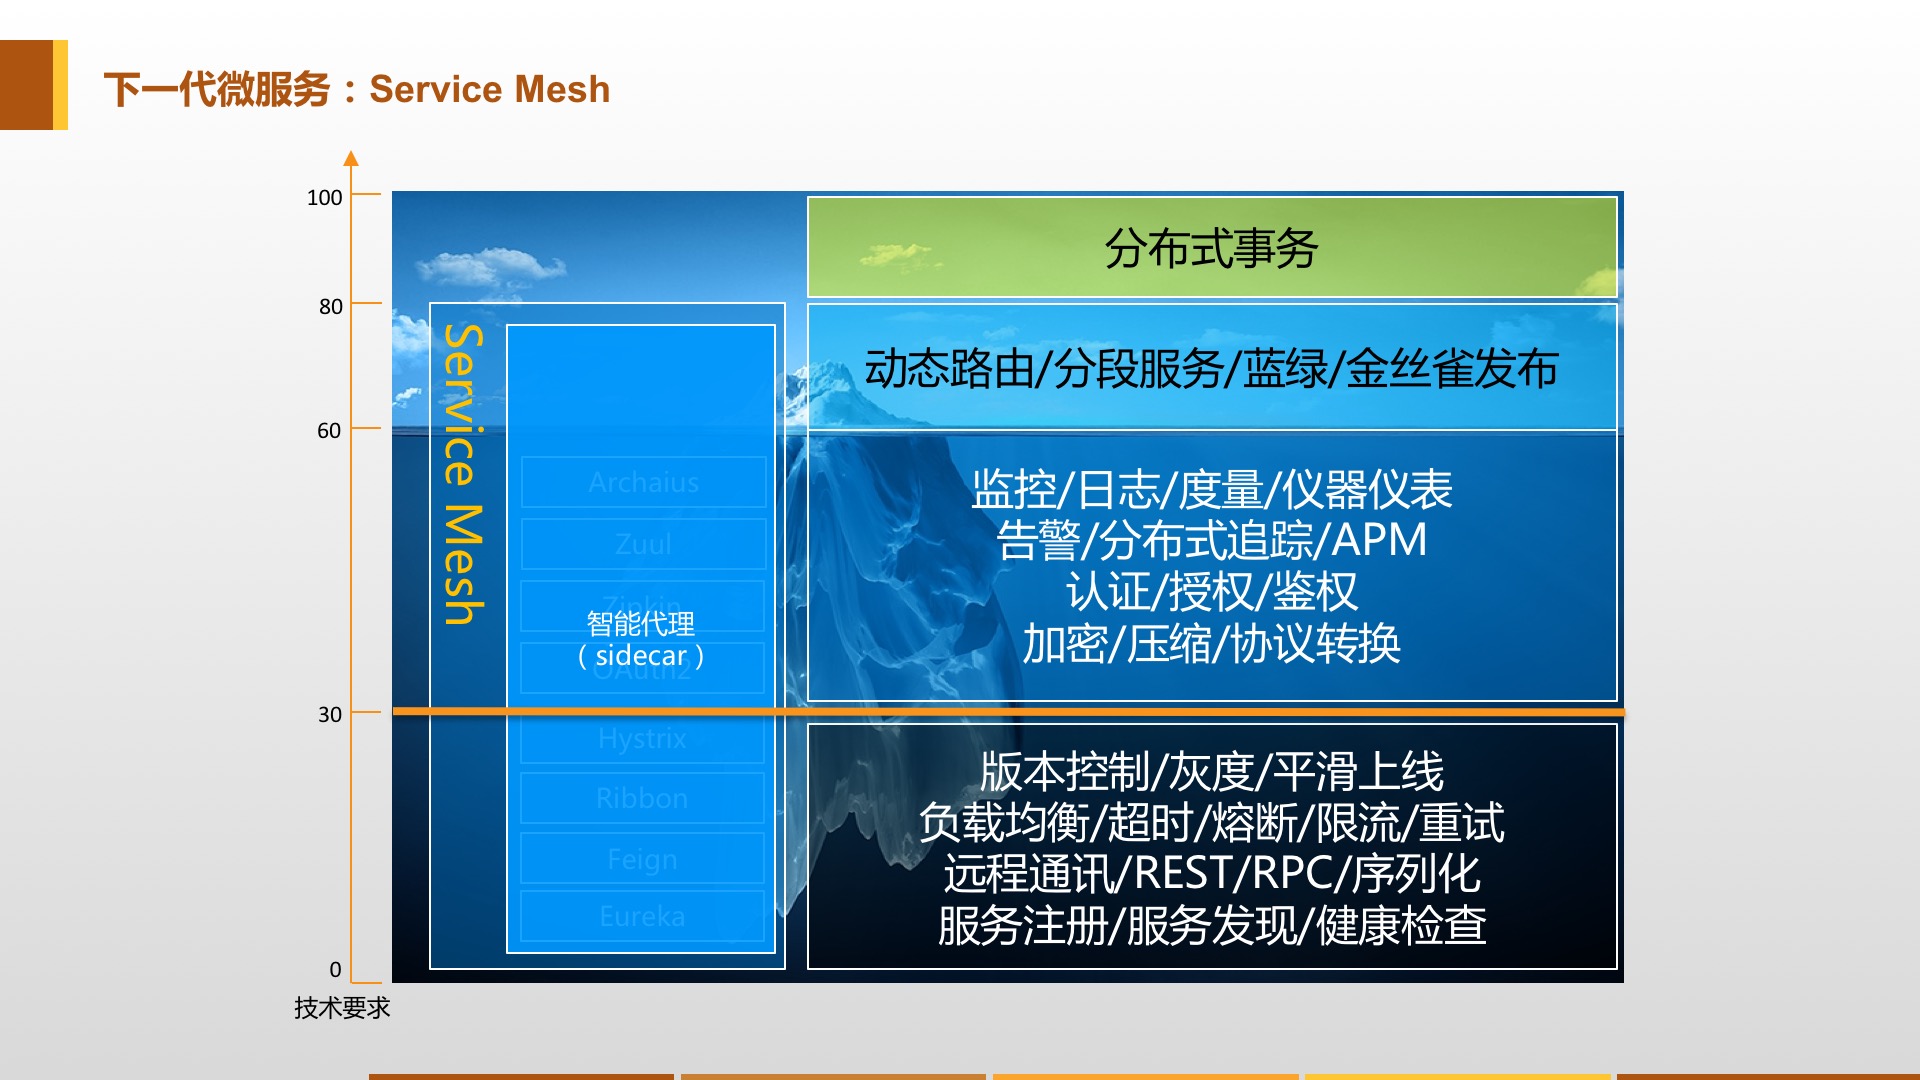 下一代微服务：Service Mesh
100
80
60
30
0
技术要求
Service Mesh
Archaius
Zuul
Zipkin
智能代理
（sidecar）
OAuth2
Hystrix
Ribbon
Feign
Eureka
分布式事务
动态路由/分段服务/蓝绿/金丝雀发布
监控/日志/度量/仪器仪表
告警/分布式追踪/APM
认证/授权/鉴权
加密/压缩/协议转换
版本控制/灰度/平滑上线
负载均衡/超时/熔断/限流/重试
远程通讯/REST/RPC/序列化
服务注册/服务发现/健康检查